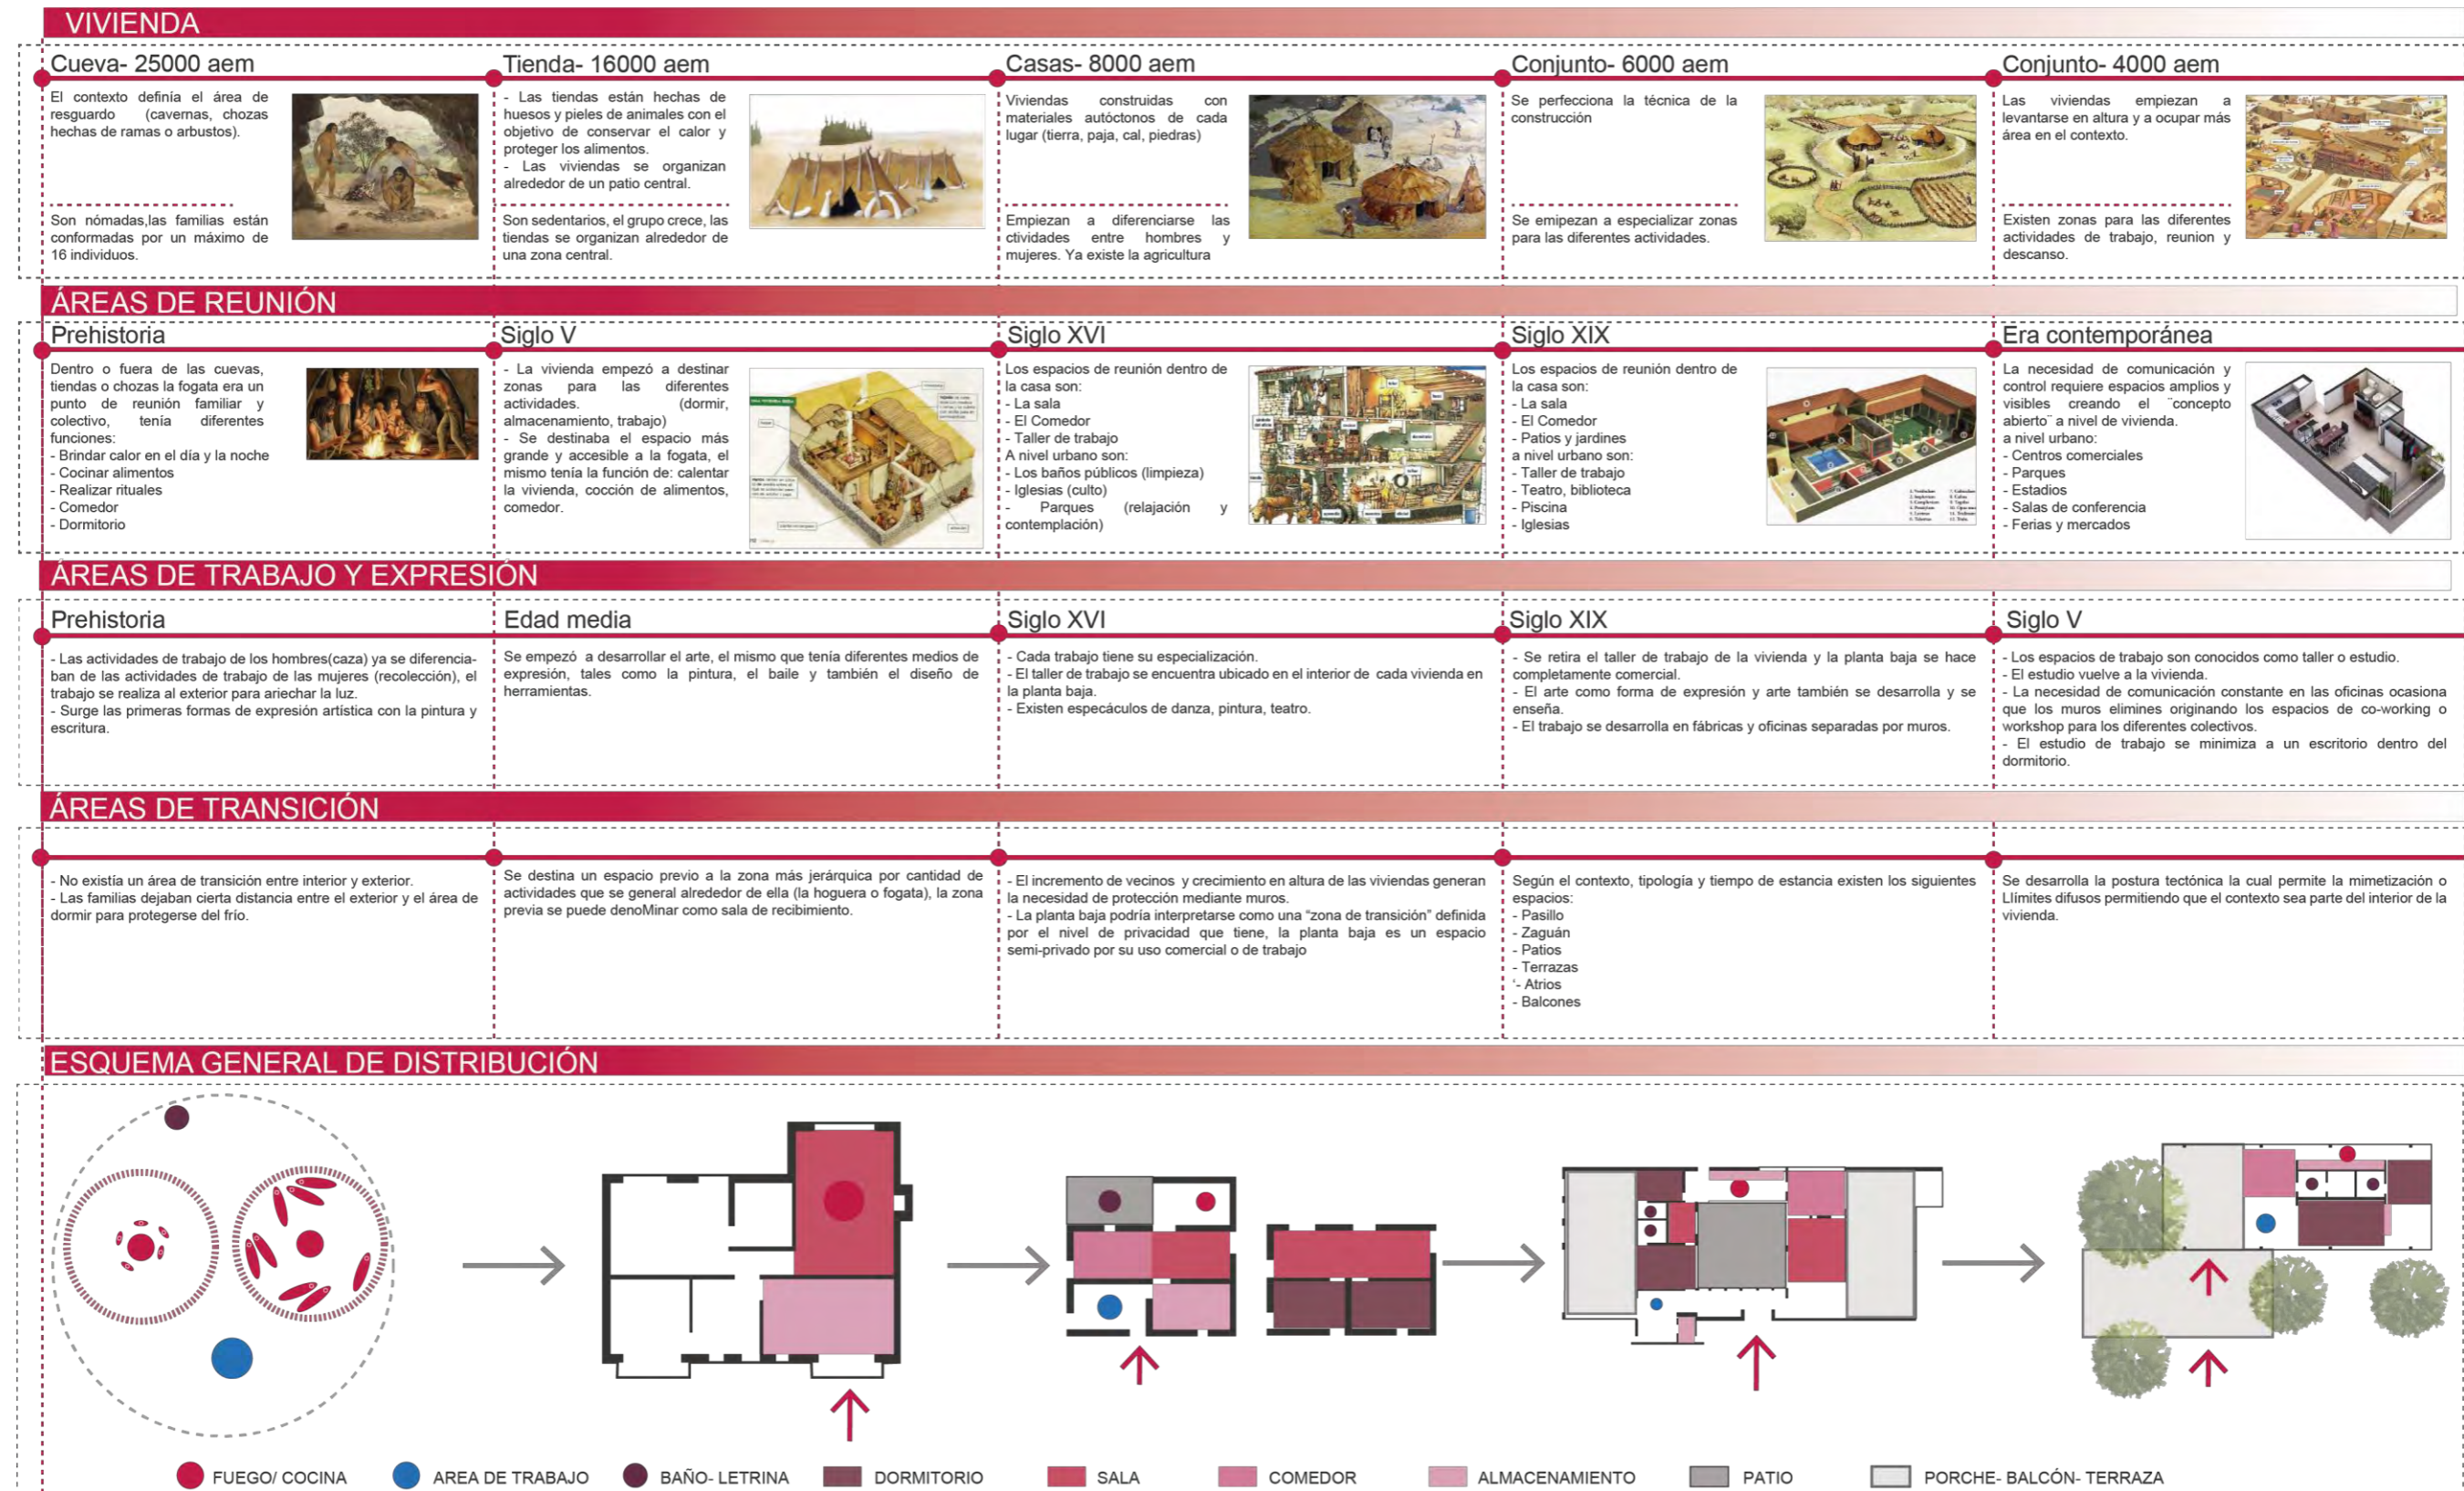 VIVIENDA
Cueva- 25000 aem
El contexto definía el área de
resguardo (cavernas, chozas
hechas de ramas o arbustos).
Son nómadas,las familias están
conformadas por un máximo de
16 individuos.
Tienda- 16000 aem
- Las tiendas están hechas de
huesos y pieles de animales con el
objetivo de conservar el calor y
proteger los alimentos.
- Las viviendas se organizan
alrededor de un patio central.
Son sedentarios, el grupo crece, las
tiendas se organizan alrededor de
una zona central.
Casas- 8000 aem
Viviendas construidas con
materiales autóctonos de cada
lugar (tierra, paja, cal, piedras)
Empiezan a diferenciarse las
ctividades entre hombres y
mujeres. Ya existe la agricultura
Conjunto- 6000 aem
Se perfecciona la técnica de la
construcción
Se emipezan a especializar zonas
para las diferentes actividades.
Conjunto- 4000 aem
Las viviendas empiezan a
levantarse en altura y a ocupar más
área en el contexto.
Existen zonas para las diferentes
actividades de trabajo, reunion y
descanso.
ÁREAS DE REUNIÓN
Prehistoria
Dentro o fuera de las cuevas,
tiendas o chozas la fogata era un
punto de reunión familiar y
colectivo, tenía diferentes
funciones:
- Brindar calor en el día y la noche
- Cocinar alimentos
- Realizar rituales
- Comedor
- Dormitorio
Siglo V
- La vivienda empezó a destinar
zonas para las diferentes
actividades. (dormir,
almacenamiento, trabajo)
- Se destinaba el espacio más
grande y accesible a la fogata, el
mismo tenía la función de: calentar
la vivienda, cocción de alimentos,
comedor.
Siglo XVI
Los espacios de reunión dentro de
la casa son:
- La sala
- El Comedor
- Taller de trabajo
A nivel urbano son:
- Los baños públicos (limpieza)
- Iglesias (culto)
- Parques (relajación y
contemplación)
Siglo XIX
Los espacios de reunión dentro de
la casa son:
- La sala
- El Comedor
- Patios y jardines
a nivel urbano son:
- Taller de trabajo
- Teatro, biblioteca
- Piscina
- Iglesias
Era contemporánea
La necesidad de comunicación y
control requiere espacios amplios y
visibles creando el ¨concepto
abierto¨ a nivel de vivienda.
a nivel urbano:
- Centros comerciales
- Parques
- Estadios
- Salas de conferencia
- Ferias y mercados
ÁREAS DE TRABAJO Y EXPRESIÓN
Prehistoria
- Las actividades de trabajo de los hombres(caza) ya se diferencia-
ban de las actividades de trabajo de las mujeres (recolección), el
trabajo se realiza al exterior para ariechar la luz.
- Surge las primeras formas de expresión artística con la pintura y
escritura.
Edad media
Se empezó a desarrollar el arte, el mismo que tenía diferentes medios de
expresión, tales como la pintura, el baile y también el diseño de
herramientas.
Siglo XVI
- Cada trabajo tiene su especialización.
- El taller de trabajo se encuentra ubicado en el interior de cada vivienda en
la planta baja.
- Existen especáculos de danza, pintura, teatro.
Siglo XIX
- Se retira el taller de trabajo de la vivienda y la planta baja se hace
completamente comercial.
- El arte como forma de expresión y arte también se desarrolla y se
enseña.
- El trabajo se desarrolla en fábricas y oficinas separadas por muros.
Siglo V
- Los espacios de trabajo son conocidos como taller o estudio.
- El estudio vuelve a la vivienda.
- La necesidad de comunicación constante en las oficinas ocasiona
que los muros elimines originando los espacios de co-working o
workshop para los diferentes colectivos.
- El estudio de trabajo se minimiza a un escritorio dentro del
dormitorio.
ÁREAS DE TRANSICIÓN
- No existía un área de transición entre interior y exterior.
- Las familias dejaban cierta distancia entre el exterior y el área de
dormir para protegerse del frío.
Se destina un espacio previo a la zona más jerárquica por cantidad de
actividades que se general alrededor de ella (la hoguera o fogata), la zona
previa se puede denoMinar como sala de recibimiento.
- El incremento de vecinos y crecimiento en altura de las viviendas generan
la necesidad de protección mediante muros.
- La planta baja podría interpretarse como una “zona de transición” definida
por el nivel de privacidad que tiene, la planta baja es un espacio
semi-privado por su uso comercial o de trabajo
Según el contexto, tipología y tiempo de estancia existen los siguientes
espacios:
- Pasillo
- Zaguán
- Patios
- Terrazas
‘- Atrios
- Balcones
Se desarrolla la postura tectónica la cual permite la mimetización o
Llímites difusos permitiendo que el contexto sea parte del interior de la
vivienda.
ESQUEMA GENERAL DE DISTRIBUCIÓN
FUEGO/ COCINA
AREA DE TRABAJO
BAÑO- LETRINA
DORMITORIO
SALA
COMEDOR
ALMACENAMIENTO
PATIO
PORCHE- BALCÓN- TERRAZA